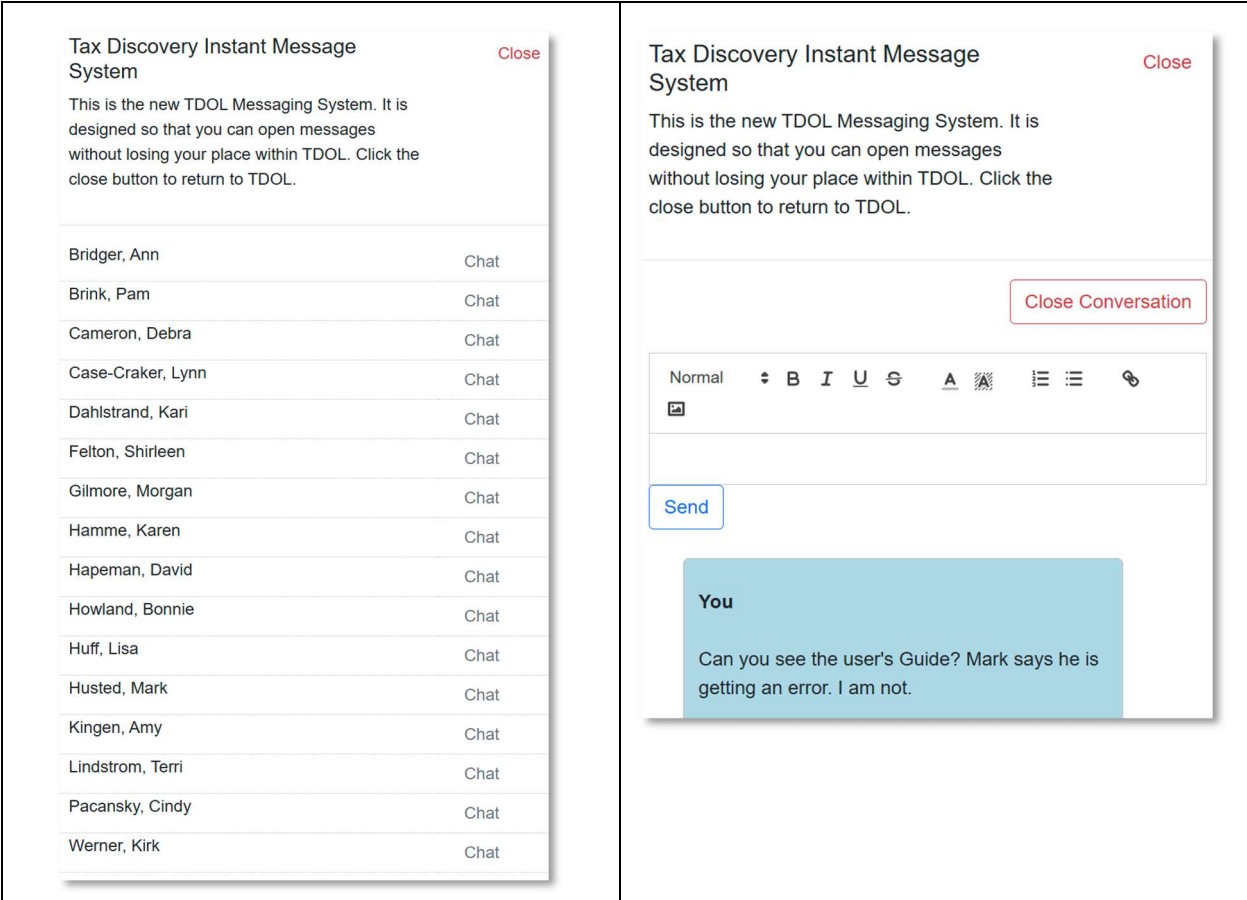 Tax Discovery Instant Message
System
Close
This is the new TDOL Messaging System. It is
designed so that you can open messages
without losing your place within TDOL. Click the
close button to return to TDOL.
Bridger, Ann Chat
Brink, Pam Chat
Cameron, Debra Chat
Case-Craker, Lynn Chat
Dahlstrand, Kari Chat
Felton, Shirleen Chat
Gilmore, Morgan Chat
Hamme, Karen Chat
Hapeman, David Chat
Howland, Bonnie Chat
Huff, Lisa Chat
Husted, Mark Chat
Kingen, Amy Chat
Lindstrom, Terri Chat
Pacansky, Cindy Chat
Werner, Kirk Chat
Tax Discovery Instant Message
System
Close
This is the new TDOL Messaging System. It is
designed so that you can open messages
without losing your place within TDOL. Click the
close button to return to TDOL.
Close Conversation
Normal B I U S A A
Send
You
Can you see the user's Guide? Mark says he is
getting an error. I am not.